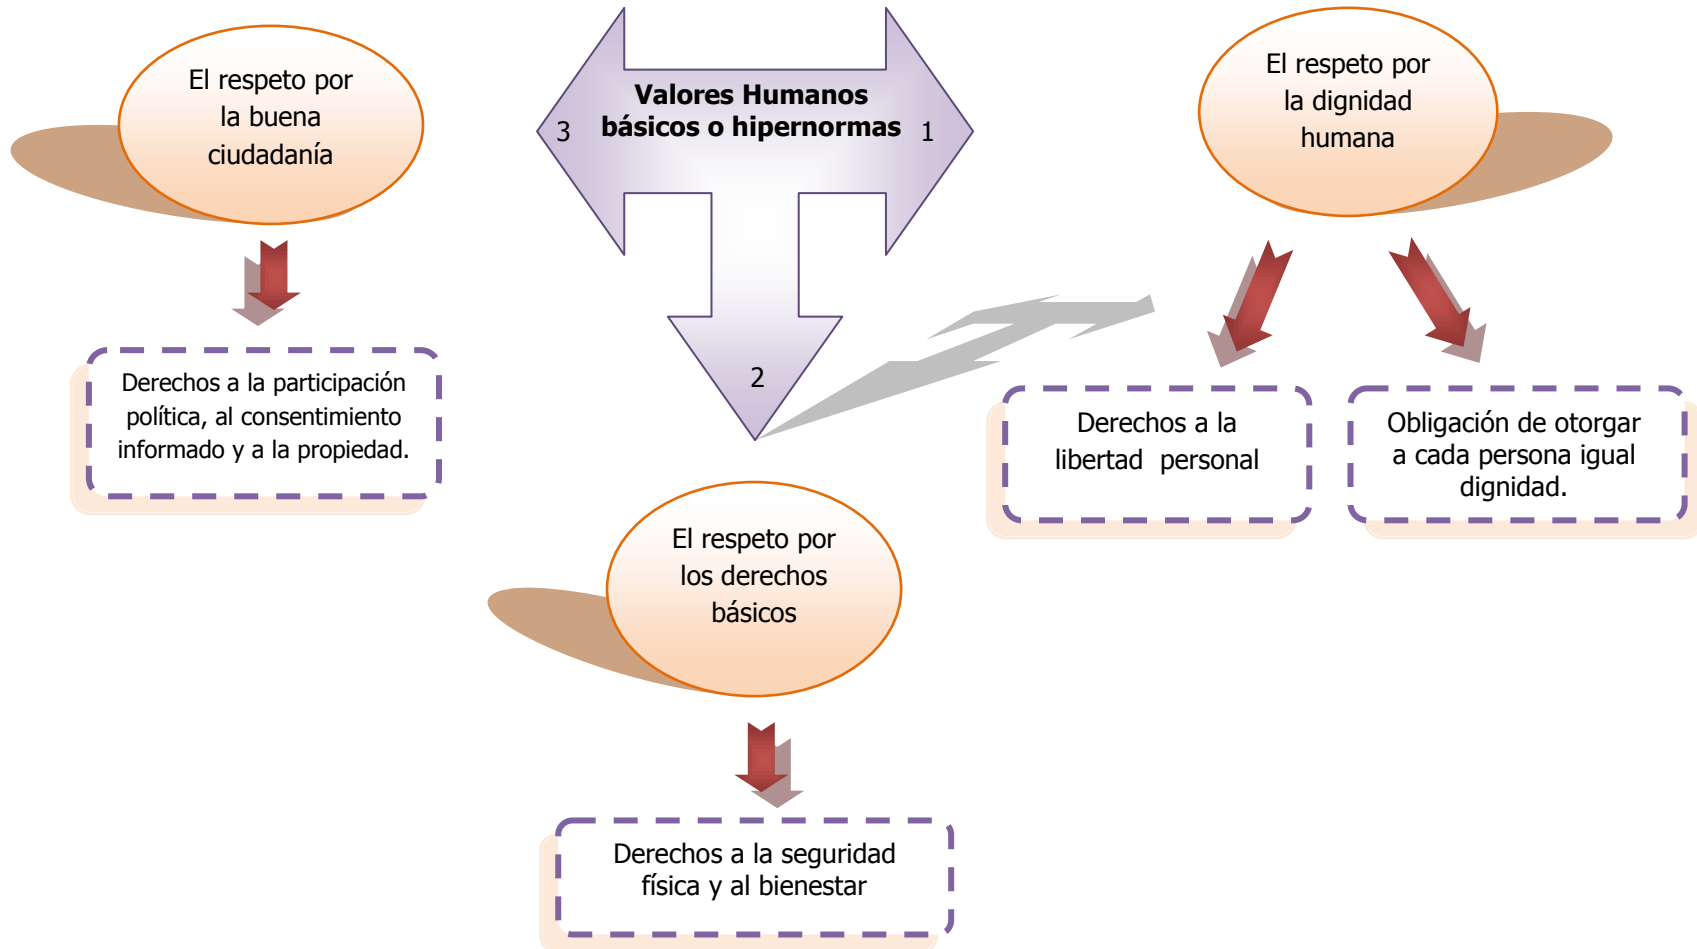 Valores Humanos
básicos o hipernormas
3
1
2
El respeto por
la buena
ciudadanía
Derechos a la participación
política, al consentimiento
informado y a la propiedad.
El respeto por
la dignidad
humana
Derechos a la
libertad personal
Obligación de otorgar
a cada persona igual
dignidad.
El respeto por
los derechos
básicos
Derechos a la seguridad
física y al bienestar